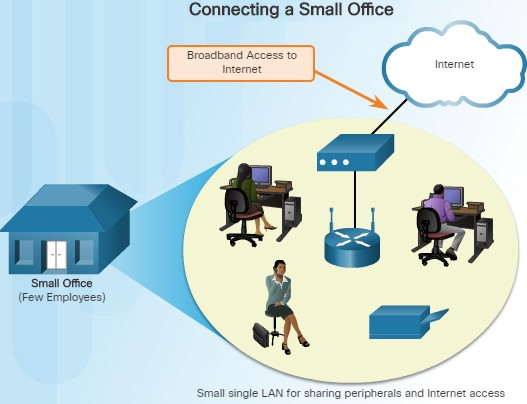 Connecting a Small Office
Broadband Access to
Internet
Internet
Small Office
(Few Employees)
Small single LAN for sharing peripherals and Internet access